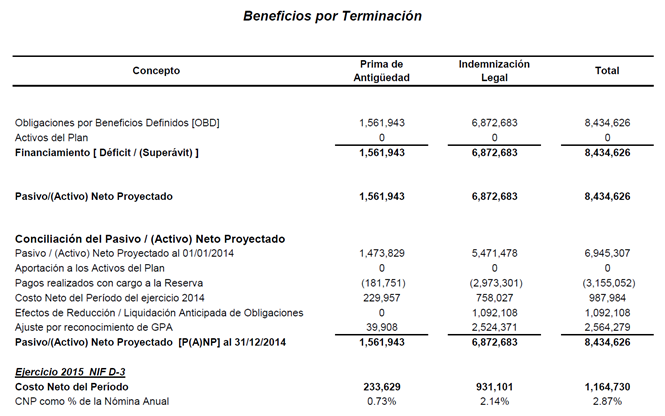 Beneficios por Terminación
Concepto Prima de Antigüedad Indemnización Legal Total
Obligaciones por Beneficios Definidos [OBD] 1,561,943 6,872,683 8,434,626
Activos del Plan 0 0 0
Financiamiento [ Déficit / (Superávit) ] 1,561,943 6,872,683 8,434,626
Pasivo/(Activo) Neto Proyectado 1,561,943 6,872,683 8,434,626
Conciliación del Pasivo / (Activo) Neto Proyectado
Pasivo / (Activo) Neto Proyectado al 01/01/2014 1,473,829 5,471,478 6,945,307
Aportación a los Activos del Plan 0 0 0
Pagos realizados con cargo a la Reserva (181,751) (2,973,301) (3,155,052)
Costo Neto del Período del ejercicio 2014 229,957 758,027 987,984
Efectos de Reducción / Liquidación Anticipada de Obligaciones 0 1,092,108 1,092,108
Ajuste por reconocimiento de GPA 39,908 2,524,371 2,564,279
Pasivo/(Activo) Neto Proyectado [P(A)NP] al 31/12/2014 1,561,943 6,872,683 8,434,626
Ejercicio 2015 NIF D-3
Costo Neto del Período 233,629 931,101 1,164,730
CNP como % de la Nómina Anual 0.73% 2.14% 2.87%